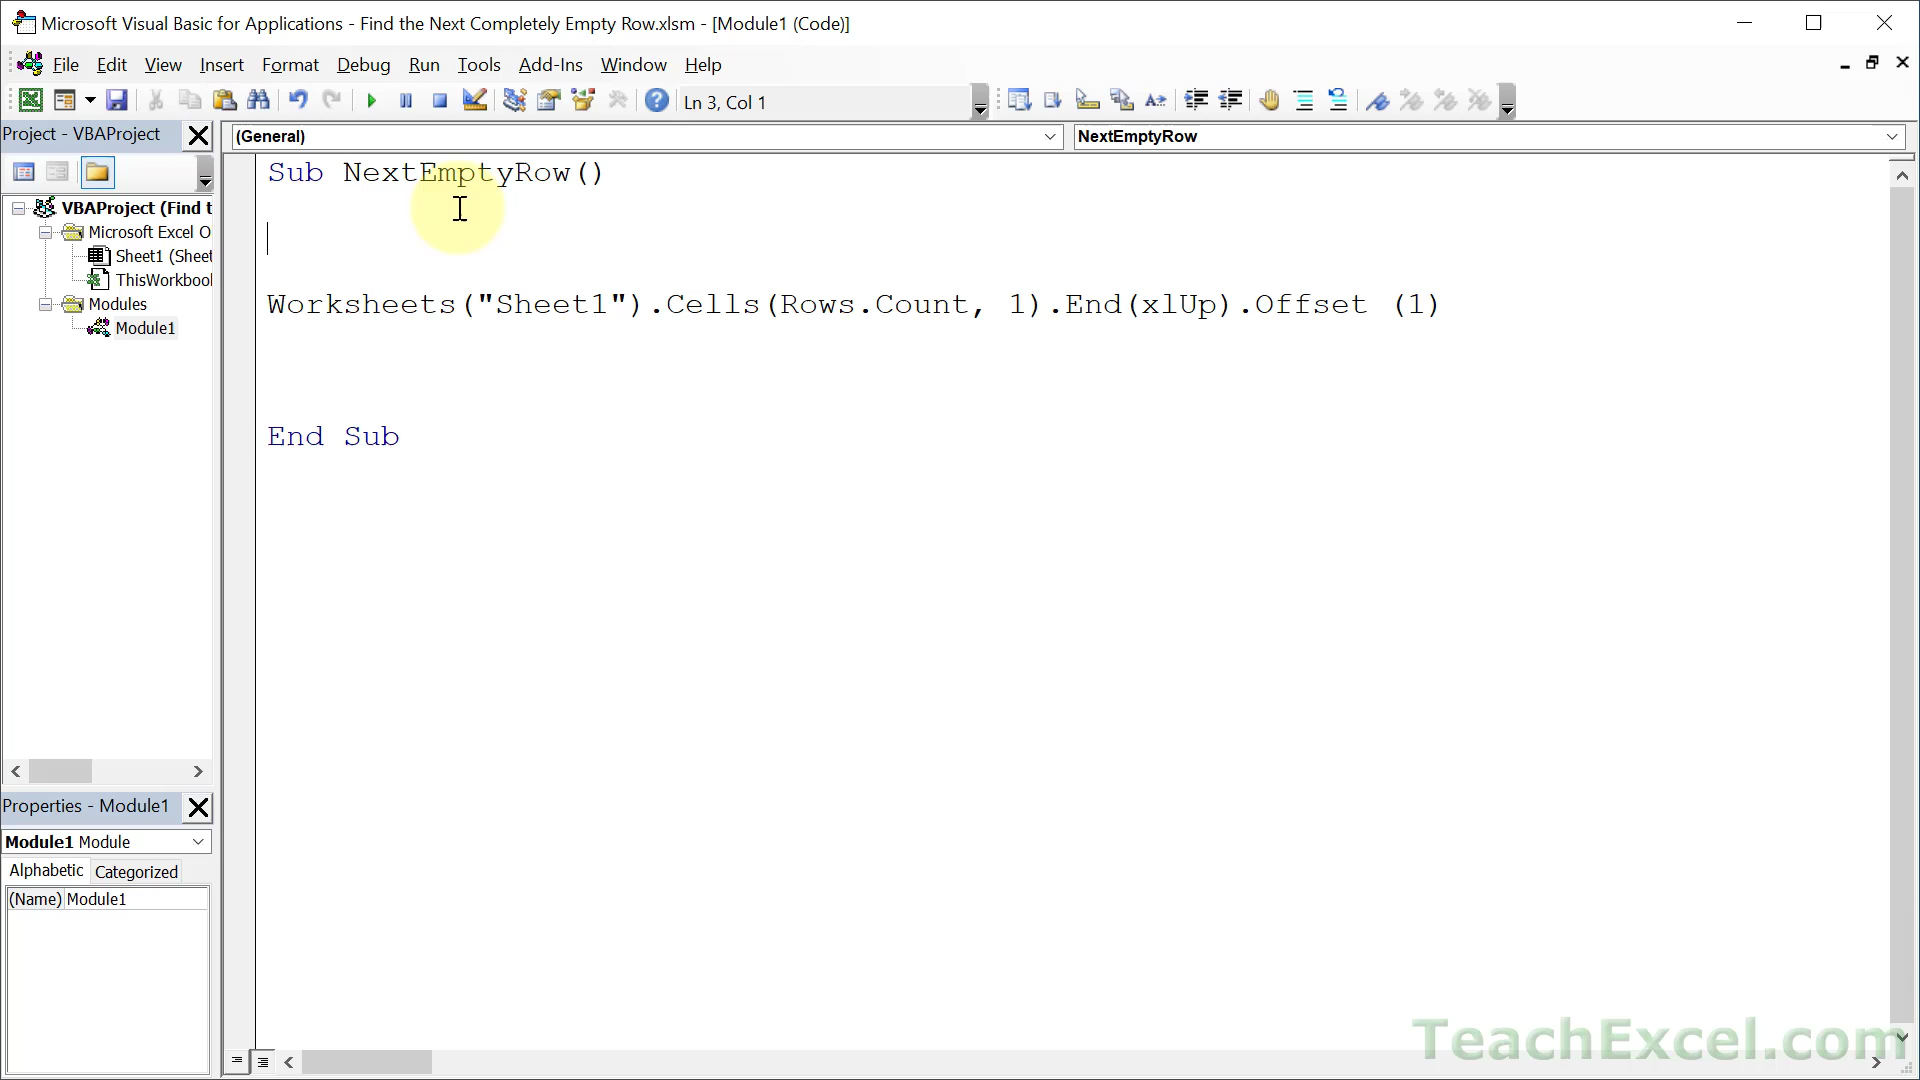 Microsoft Visual Basic for Applications - Find the Next Completely Empty Row.xlsm - [Module1 (Code)]
File Edit View Insert Format Debug Run Tools Add-Ins Window Help
Ln 3, Col 1
Project - VBAProject
(General)
NextEmptyRow
VBAProject (Find t
Microsoft Excel O
Sheet1 (Sheet
ThisWorkbool
Modules
Module1
Sub NextEmptyRow()
Worksheets("Sheet1").Cells(Rows.Count, 1).End(xlUp).Offset (1)
End Sub
Properties - Module1
Module1 Module
Alphabetic Categorized
(Name) Module1
TeachExcel.com